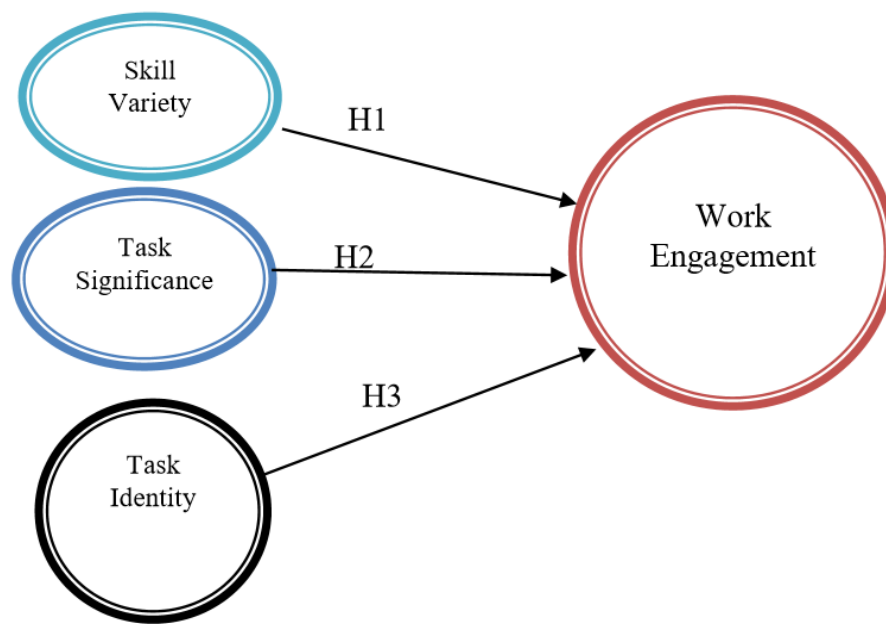 Skill
Variety
H1
Task
Significance
H2
Work
Engagement
H3
Task
Identity